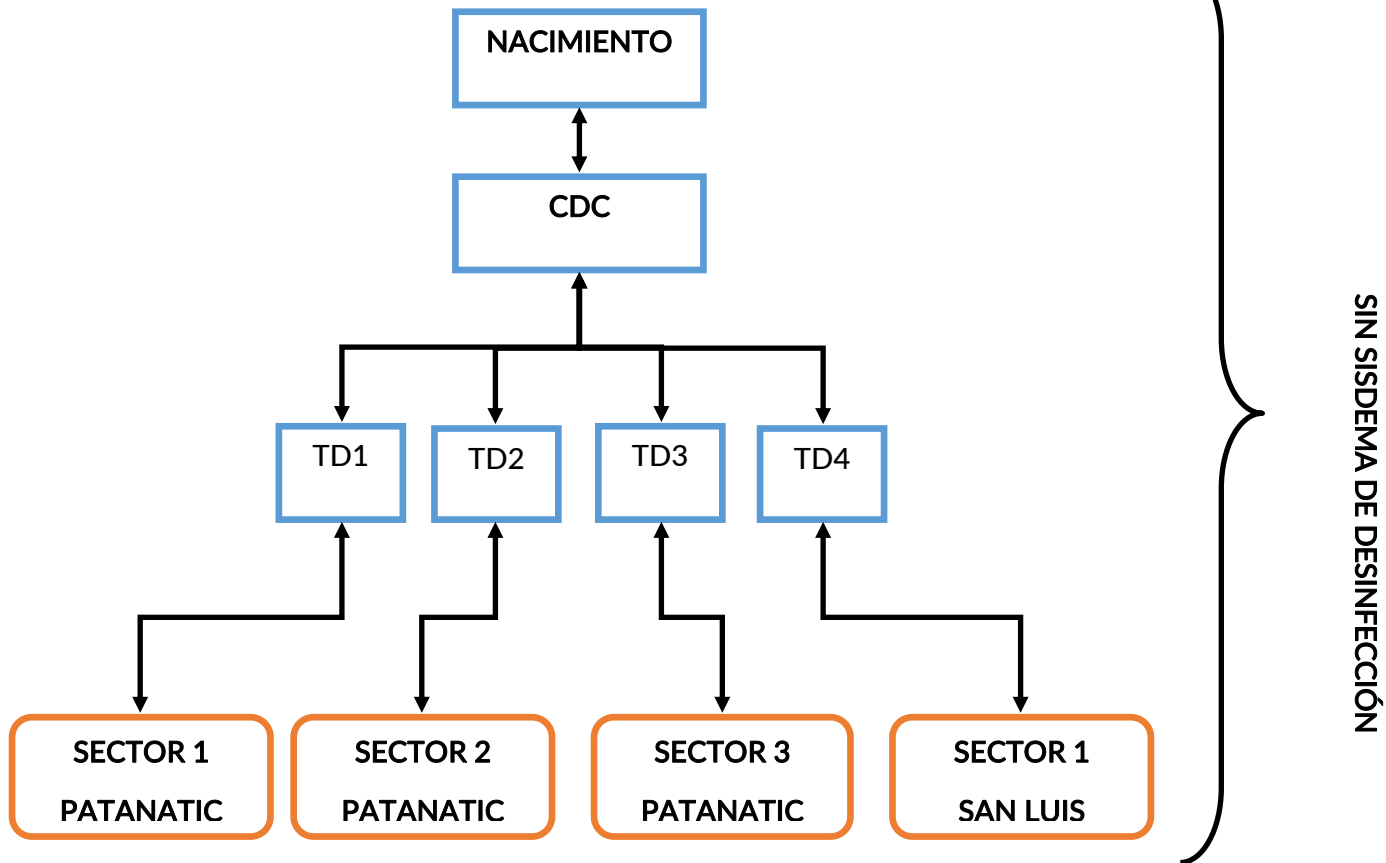 NACIMIENTO
CDC
TD1
TD2
TD3
TD4
SECTOR 1
PATANATIC
SECTOR 2
PATANATIC
SECTOR 3
PATANATIC
SECTOR 1
SAN LUIS
SIN SISDEMA DE DESINFECCIÓN